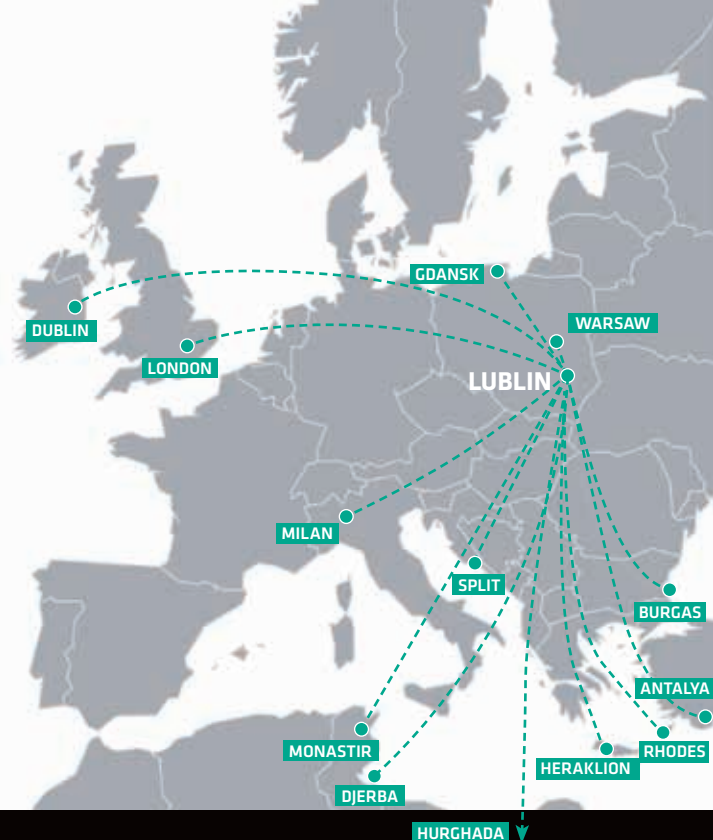 GDANSK
WARSAW
DUBLIN
LONDON
LUBLIN
MILAN
SPLIT
BURGAS
ANTALYA
MONASTIR
RHODES
HERAKLION
DJERBA
HURGHADA